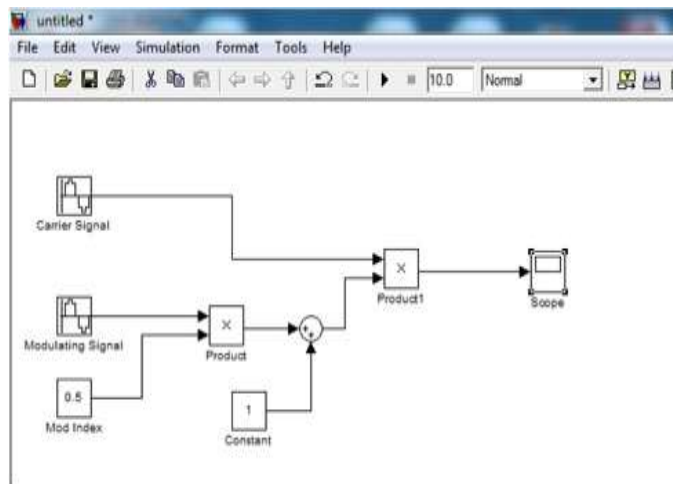 untitled *
File Edit View Simulation Format Tools Help
10.0 Normal
Carrier Signal
X
Product1
Scope
Modulating Signal
X
Product
0.5
Mod Index
1
Constant